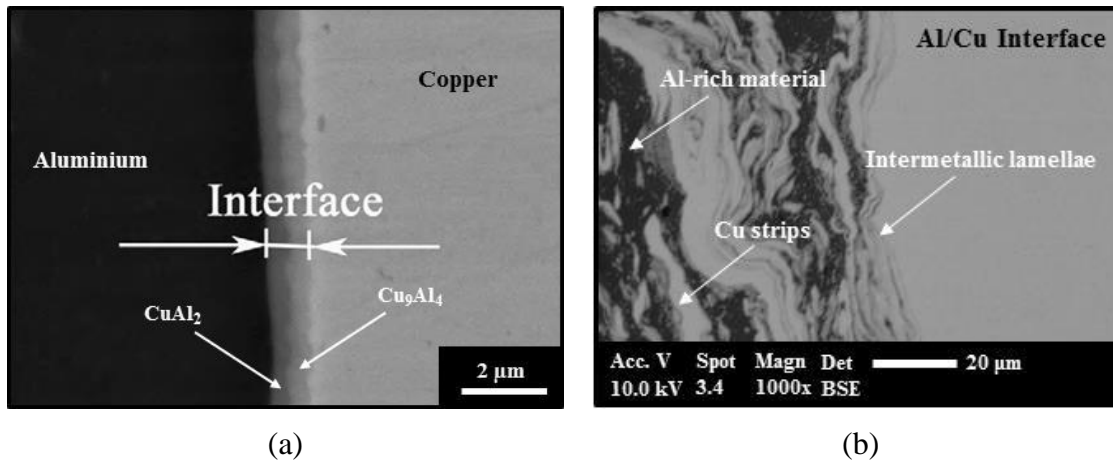 Copper
Aluminium
Interface
CuAl₂
Cu₉Al₄
2 µm
(a)
Al/Cu Interface
Al-rich material
Intermetallic lamellae
Cu strips
Acc. V Spot Magn Det
20 µm
10.0 kV 3.4 1000x BSE
(b)